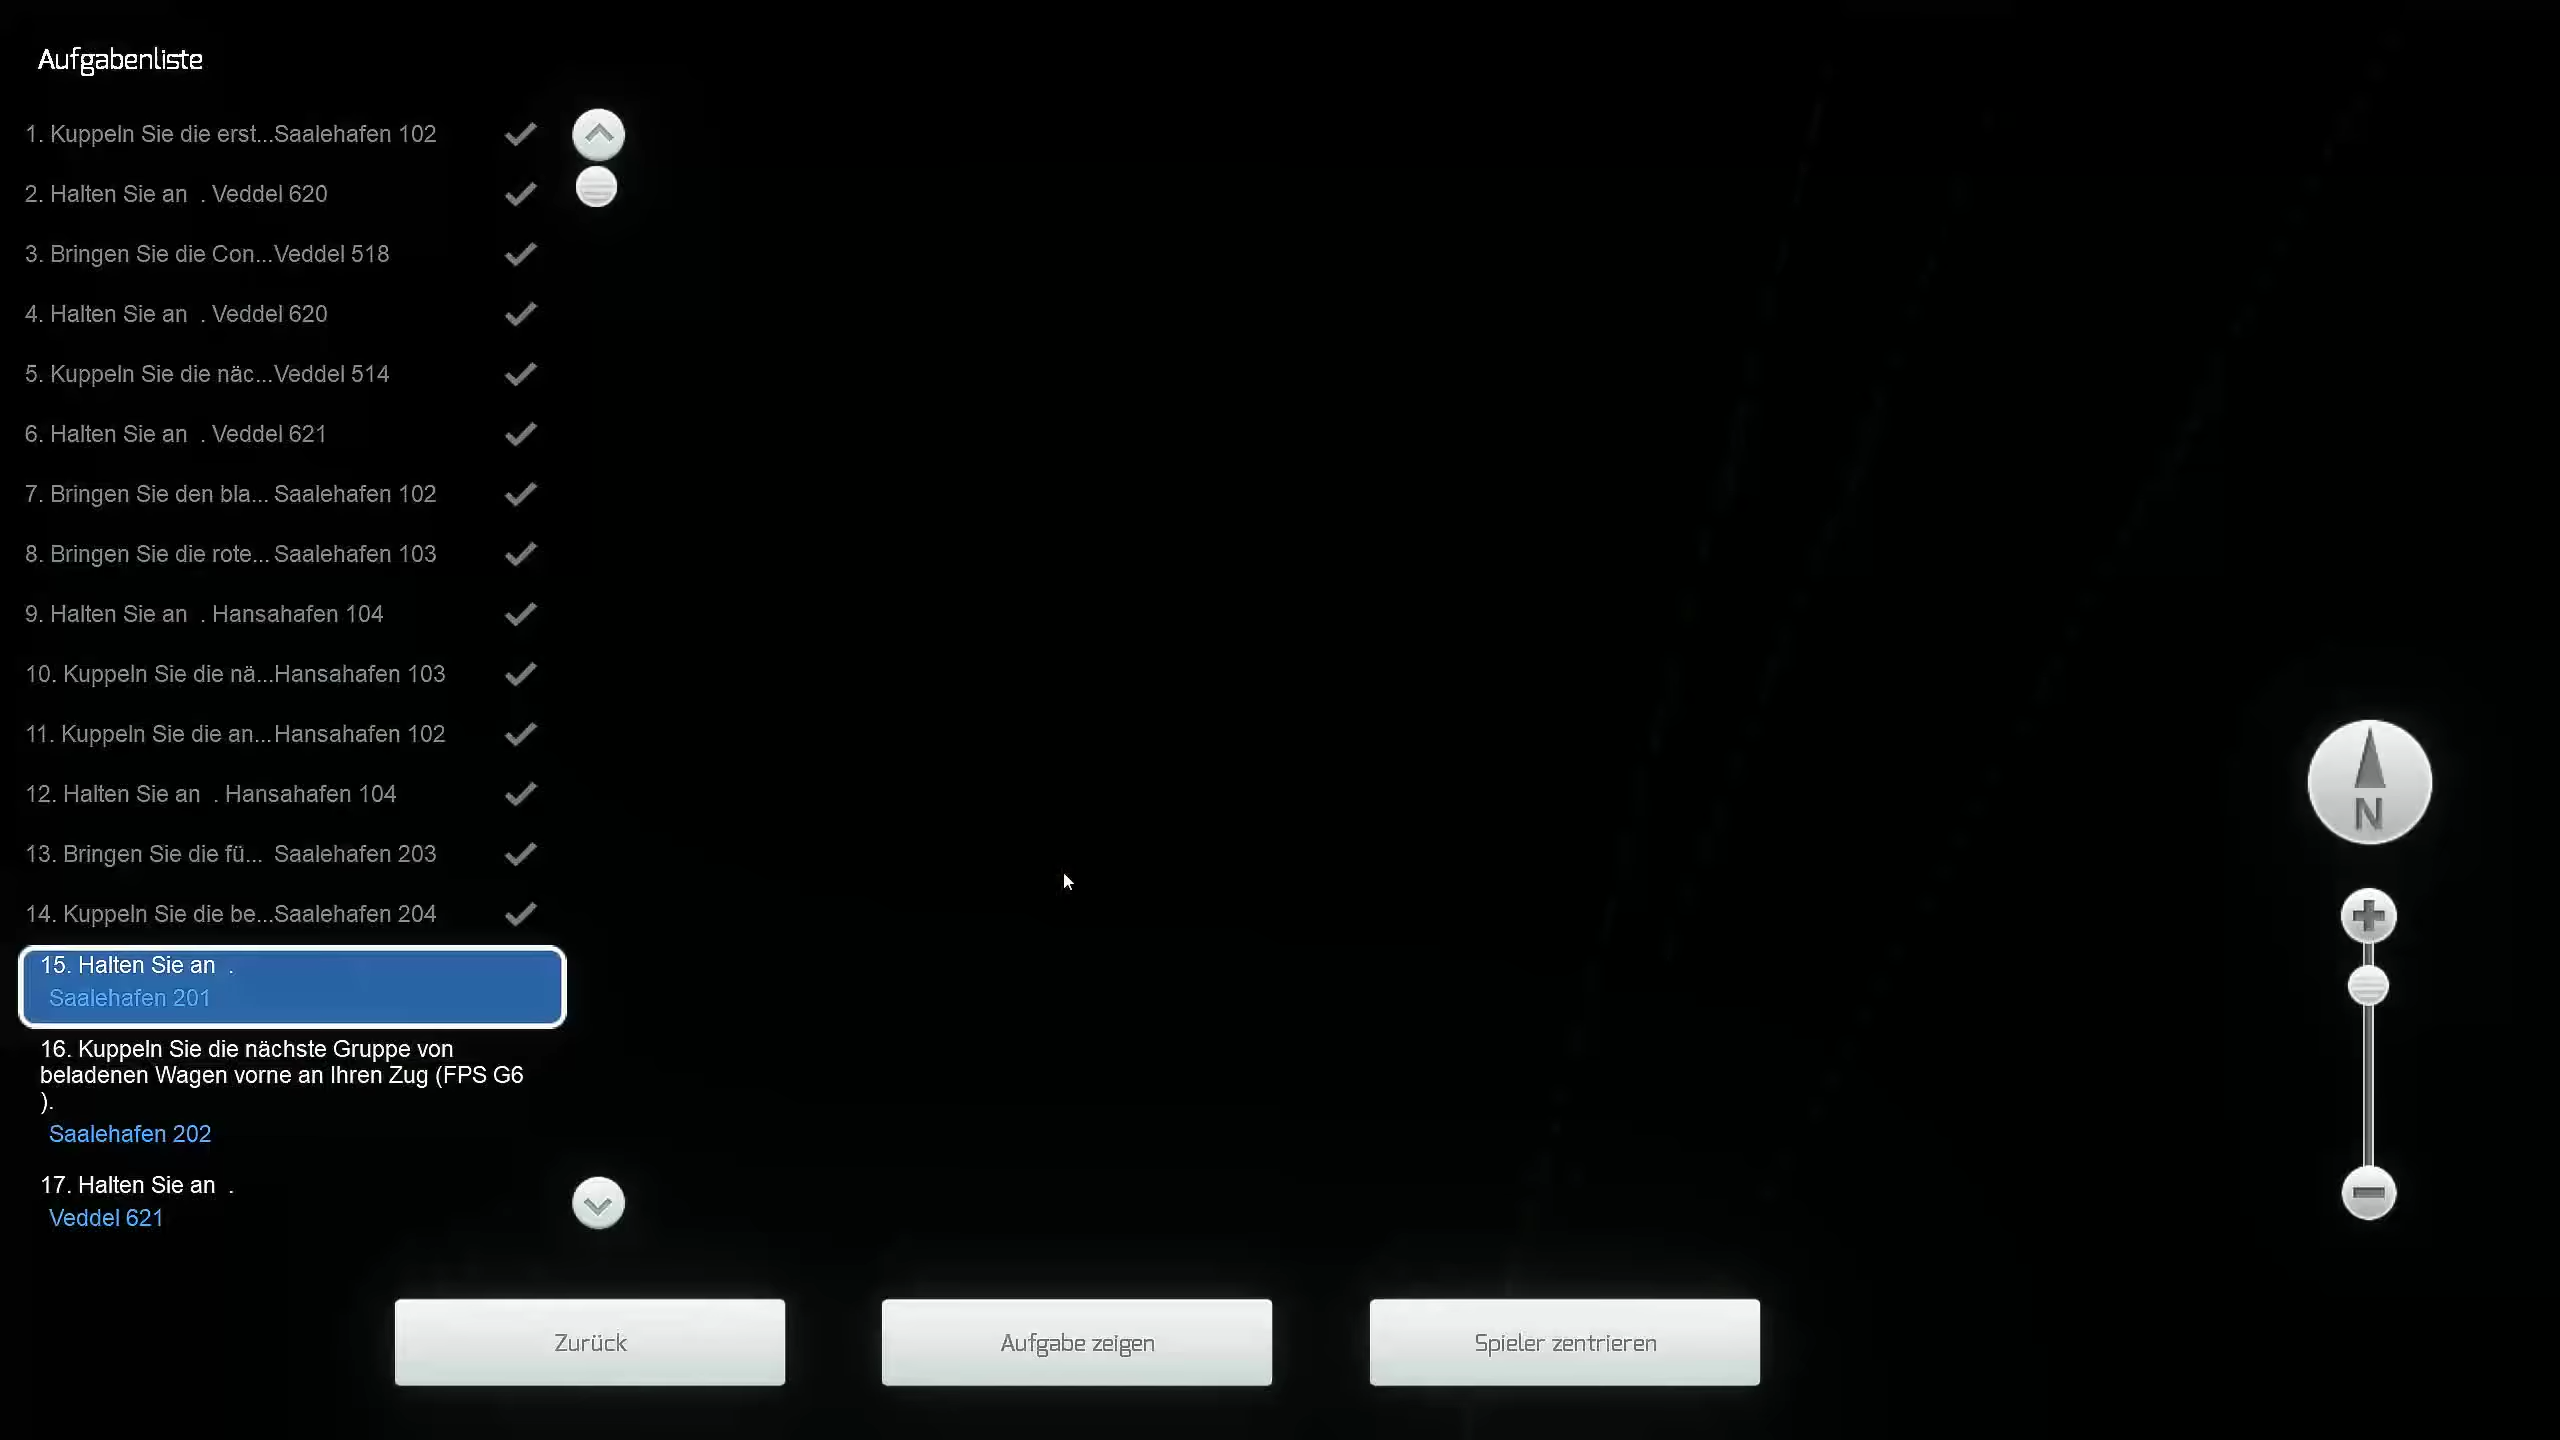 Aufgabenliste
1. Kuppeln Sie die erst...Saalehafen 102
2. Halten Sie an  . Veddel 620
3. Bringen Sie die Con...Veddel 518
4. Halten Sie an  . Veddel 620
5. Kuppeln Sie die näc...Veddel 514
6. Halten Sie an  . Veddel 621
7. Bringen Sie den bla... Saalehafen 102
8. Bringen Sie die rote... Saalehafen 103
9. Halten Sie an  . Hansahafen 104
10. Kuppeln Sie die nä...Hansahafen 103
11. Kuppeln Sie die an...Hansahafen 102
12. Halten Sie an  . Hansahafen 104
13. Bringen Sie die fü...  Saalehafen 203
14. Kuppeln Sie die be...Saalehafen 204
15. Halten Sie an  .
Saalehafen 201
16. Kuppeln Sie die nächste Gruppe von
beladenen Wagen vorne an Ihren Zug (FPS G6
).
Saalehafen 202
17. Halten Sie an  .
Veddel 621
N
Zurück
Aufgabe zeigen
Spieler zentrieren